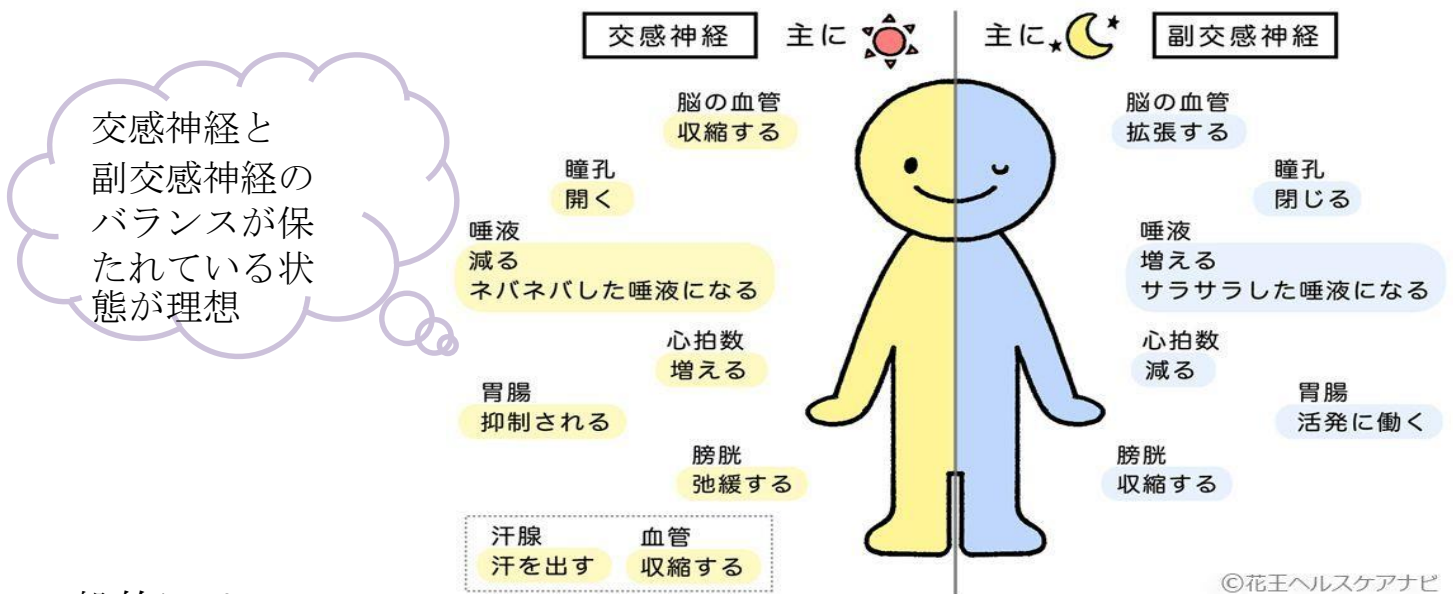 交感神経と
副交感神経の
バランスが保
たれている状
態が理想
交感神経 主に
主に 副交感神経
脳の血管
収縮する
瞳孔
開く
唾液
減る
ネバネバした唾液になる
心拍数
増える
胃腸
抑制される
膀胱
弛緩する
汗腺 血管
汗を出す 収縮する
脳の血管
拡張する
瞳孔
閉じる
唾液
増える
サラサラした唾液になる
心拍数
減る
胃腸
活発に働く
膀胱
収縮する
©花王ヘルスケアナビ